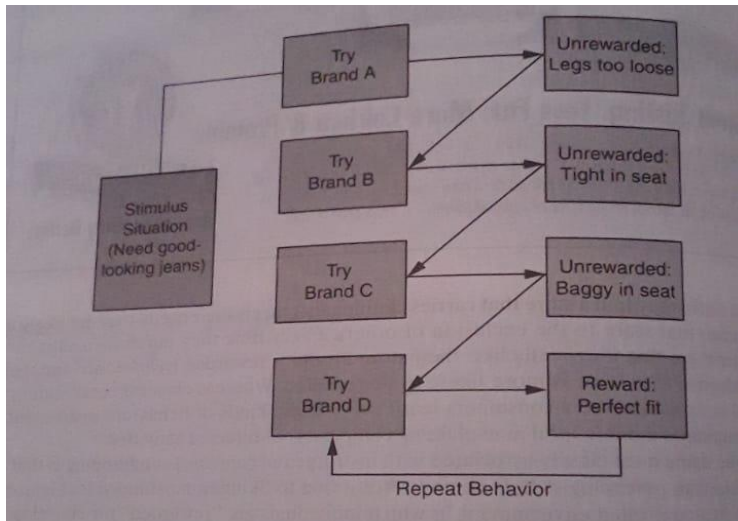 Try
Brand A
Unrewarded:
Legs too loose
Stimulus
Situation
(Need good-
looking jeans)
Try
Brand B
Unrewarded:
Tight in seat
Try
Brand C
Unrewarded:
Baggy in seat
Try
Brand D
Reward:
Perfect fit
Repeat Behavior